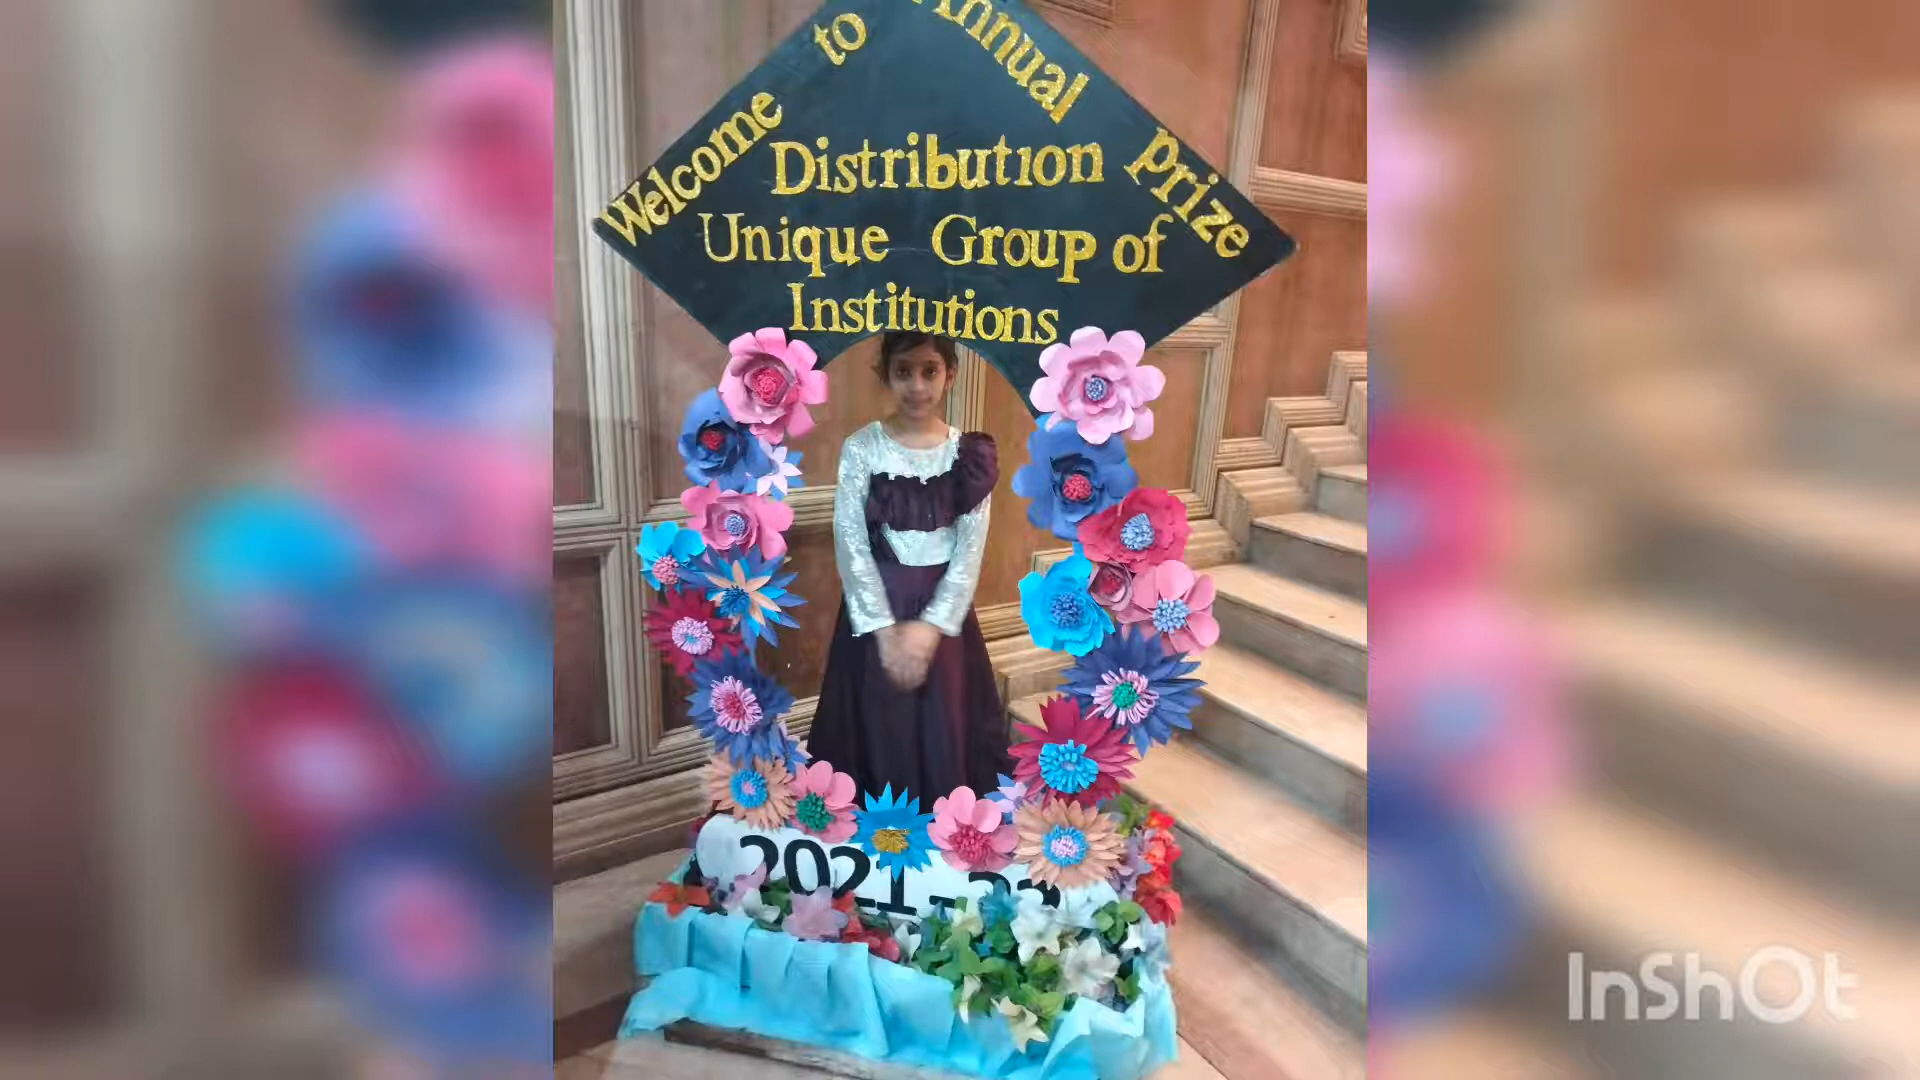 Welcome to Annual prize
Distribution
Unique Group of
Institutions
2021-22
InShOt